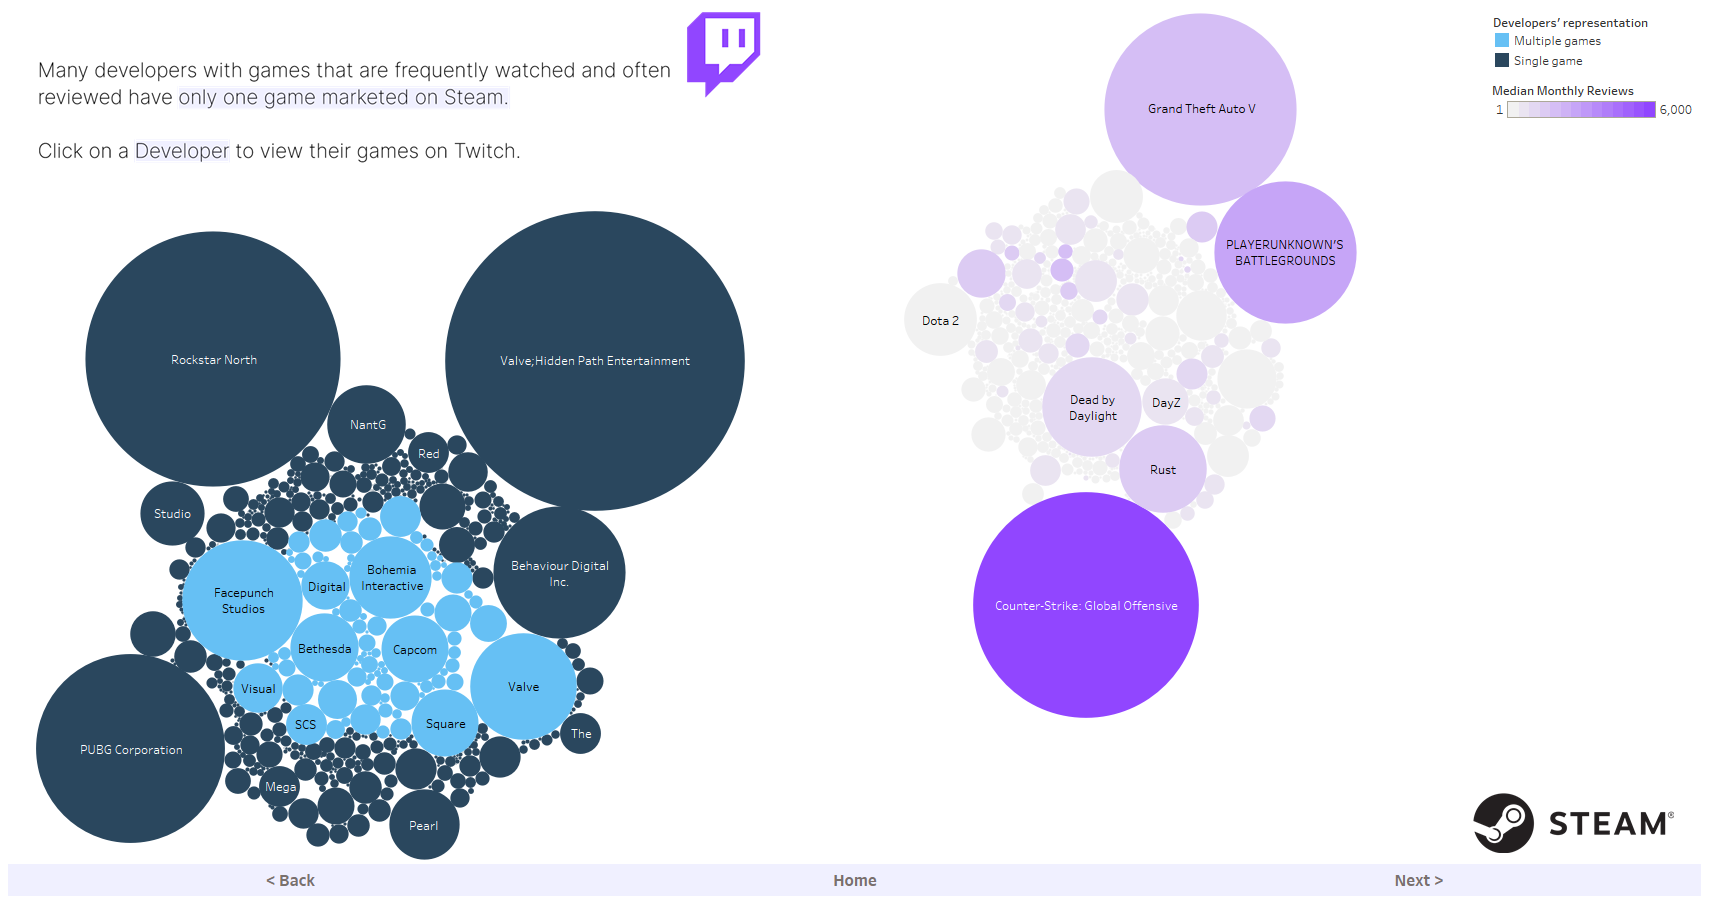 Many developers with games that are frequently watched and often
reviewed have only one game marketed on Steam.
Click on a Developer to view their games on Twitch.
Developers' representation
Multiple games
Single game
Median Monthly Reviews
1
6,000
Rockstar North
Valve;Hidden Path Entertainment
NantG
Red
Studio
Behaviour Digital
Inc.
Bohemia
Interactive
Digital
Facepunch
Studios
Bethesda
Capcom
Visual
Valve
SCS
Square
The
PUBG Corporation
Mega
Pearl
Grand Theft Auto V
PLAYERUNKNOWN'S
BATTLEGROUNDS
Dota 2
Dead by
Daylight
DayZ
Rust
Counter-Strike: Global Offensive
STEAM®
< Back
Home
Next >